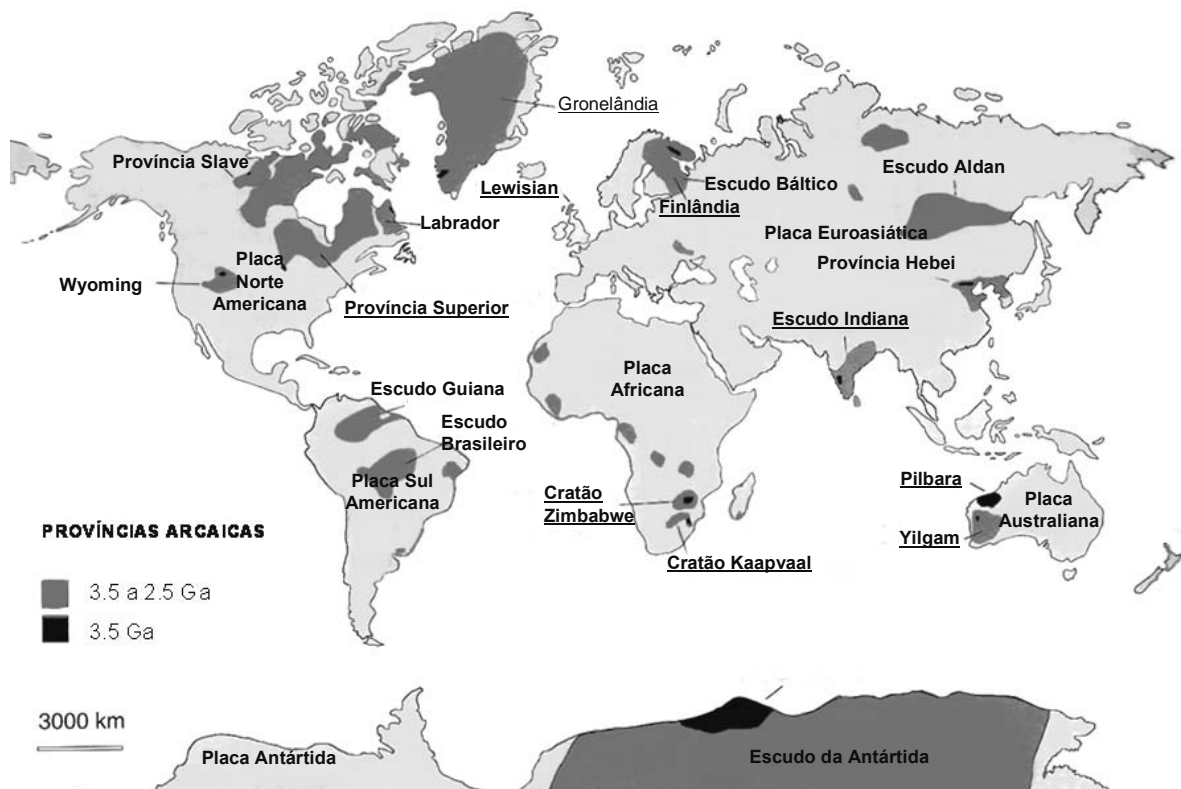 Gronelândia
Província Slave
Lewisian
Escudo Báltico
Finlândia
Escudo Aldan
Labrador
Placa Euroasiática
Província Hebei
Wyoming
Placa
Norte
Americana
Província Superior
Escudo Indiana
Placa
Africana
Escudo Guiana
Escudo
Brasileiro
Placa Sul
Americana
Cratão
Zimbabwe
Cratão Kaapvaal
Pilbara
Placa
Australiana
Yilgam
PROVÍNCIAS ARCAICAS
3.5 a 2.5 Ga
3.5 Ga
3000 km
Placa Antártida
Escudo da Antártida